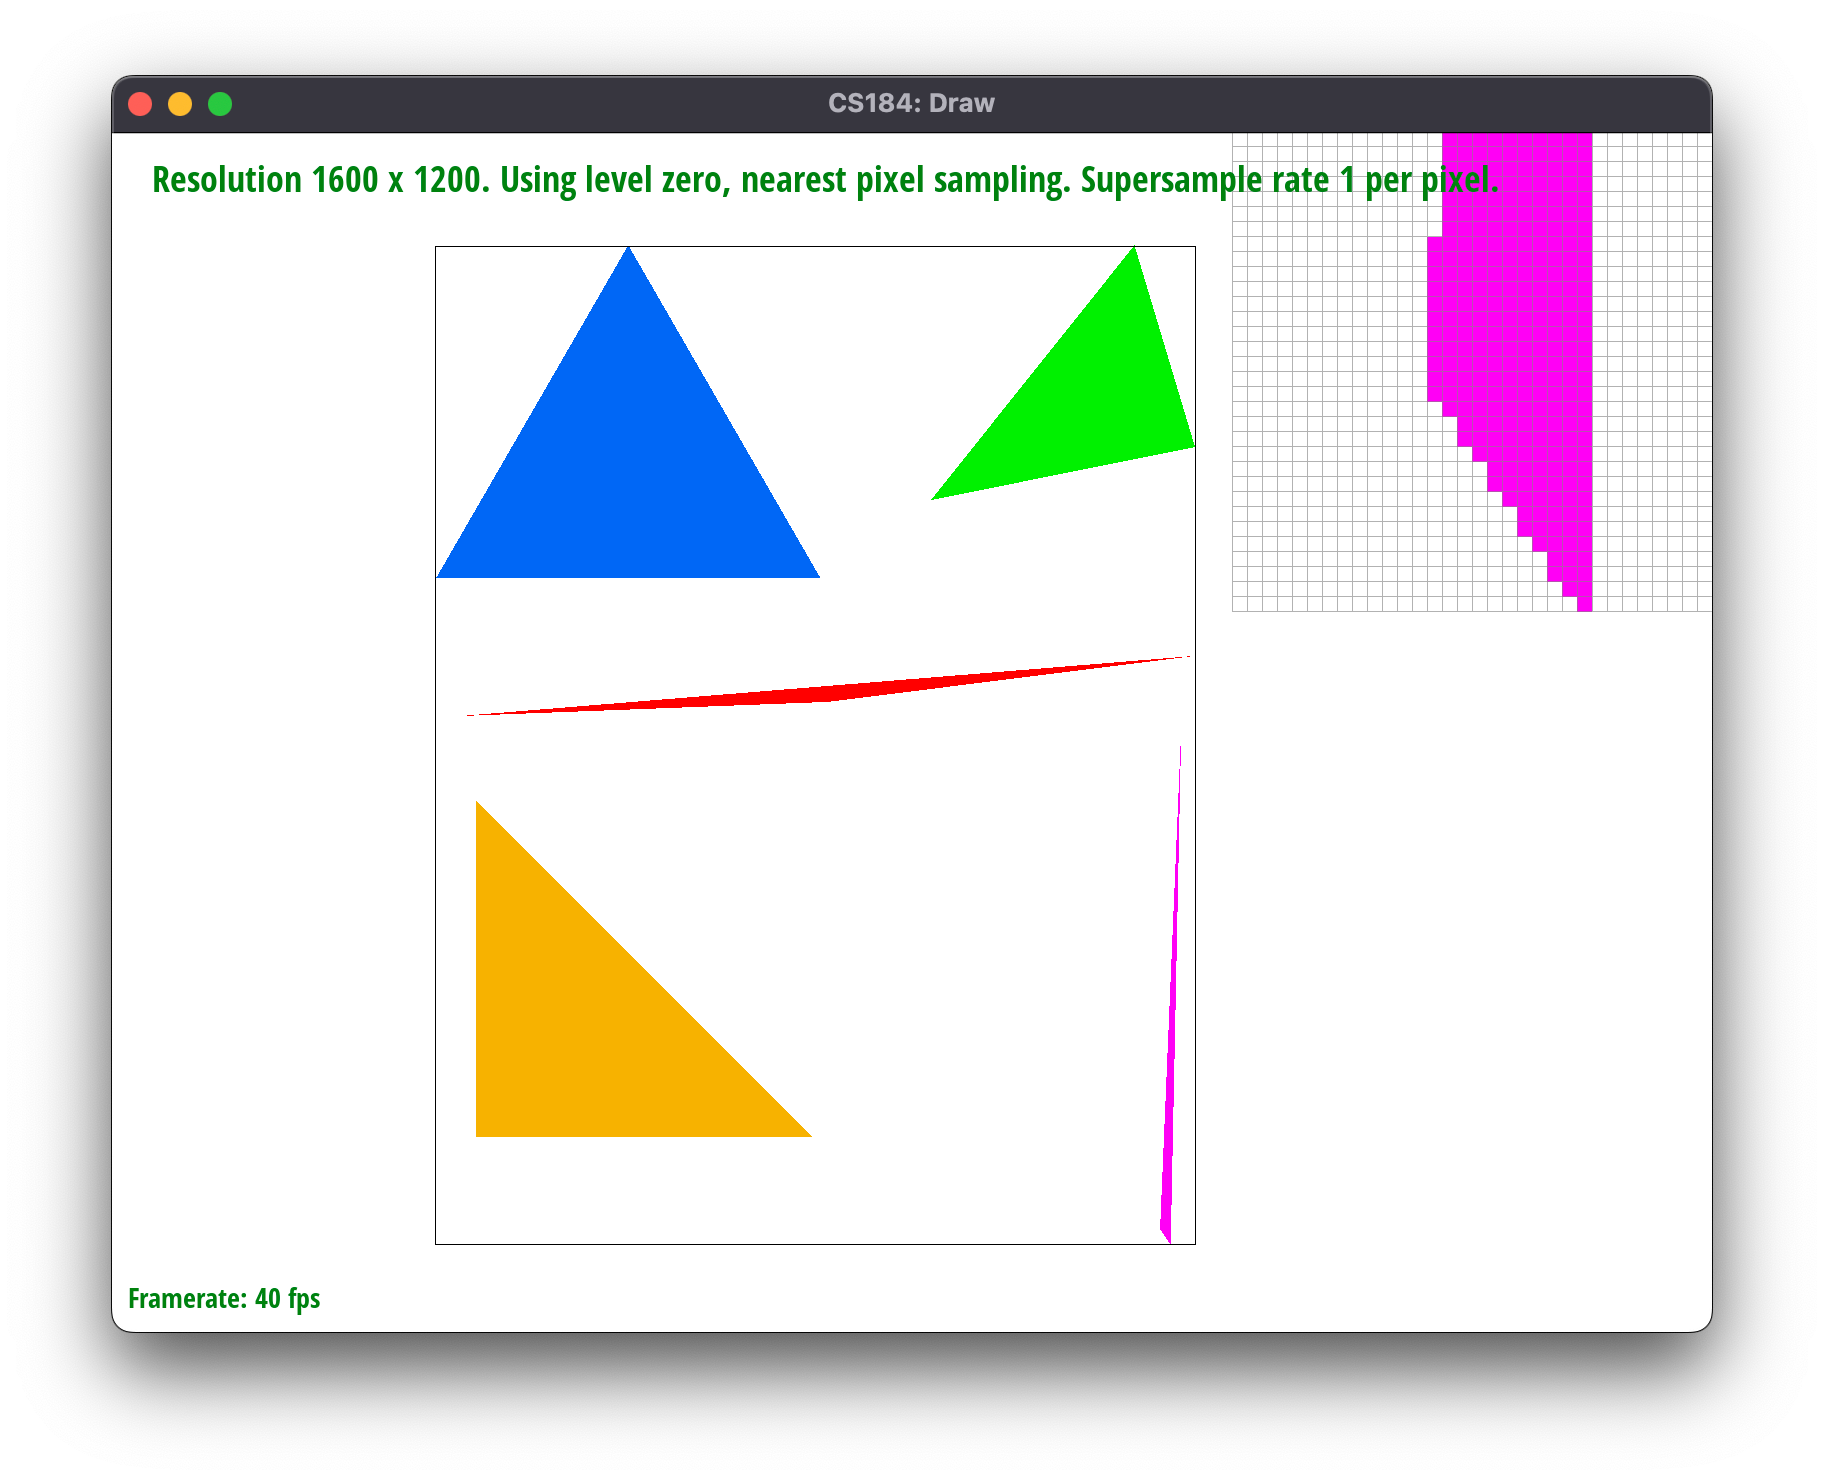 CS184: Draw
Resolution 1600 x 1200. Using level zero, nearest pixel sampling. Supersample rate 1 per pixel.
Framerate: 40 fps